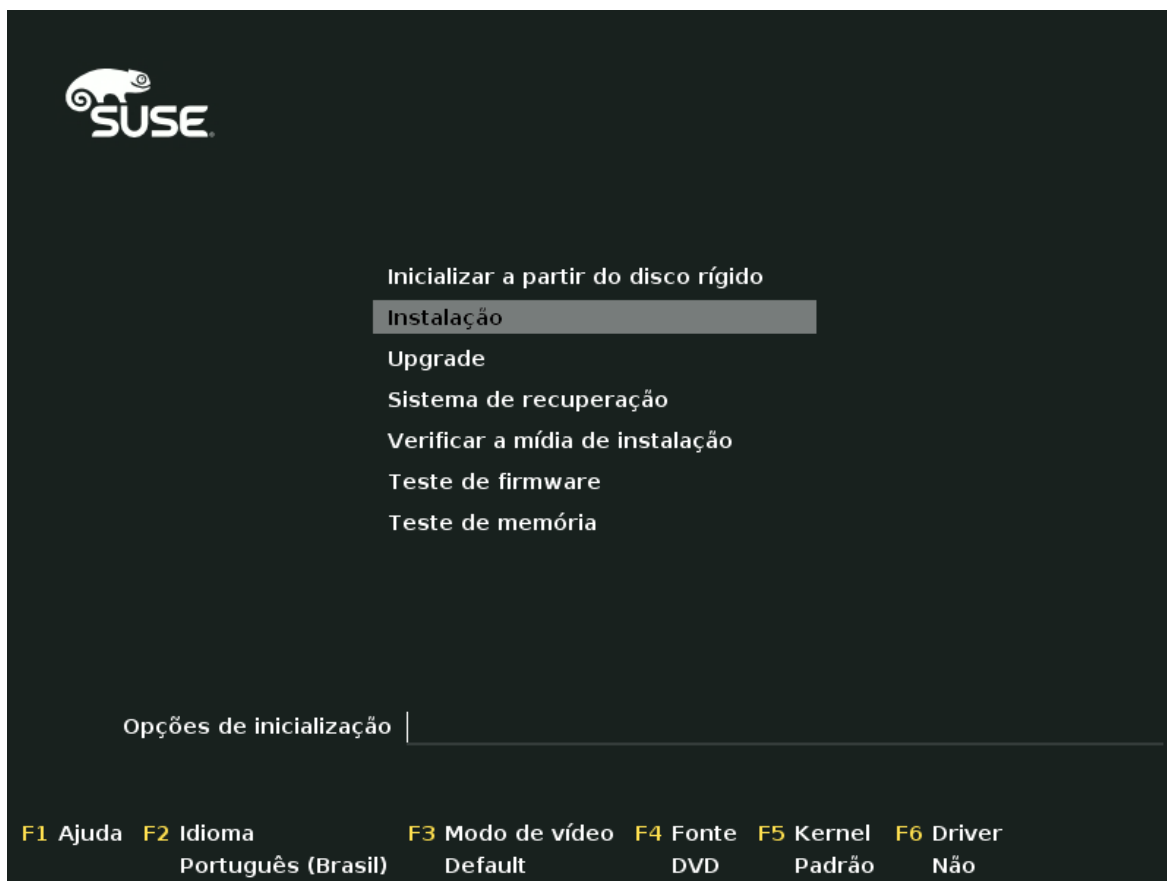 SUSE
Inicializar a partir do disco rígido
Instalação
Upgrade
Sistema de recuperação
Verificar a mídia de instalação
Teste de firmware
Teste de memória
Opções de inicialização
F1 Ajuda F2 Idioma F3 Modo de vídeo F4 Fonte F5 Kernel F6 Driver
Português (Brasil) Default DVD Padrão Não